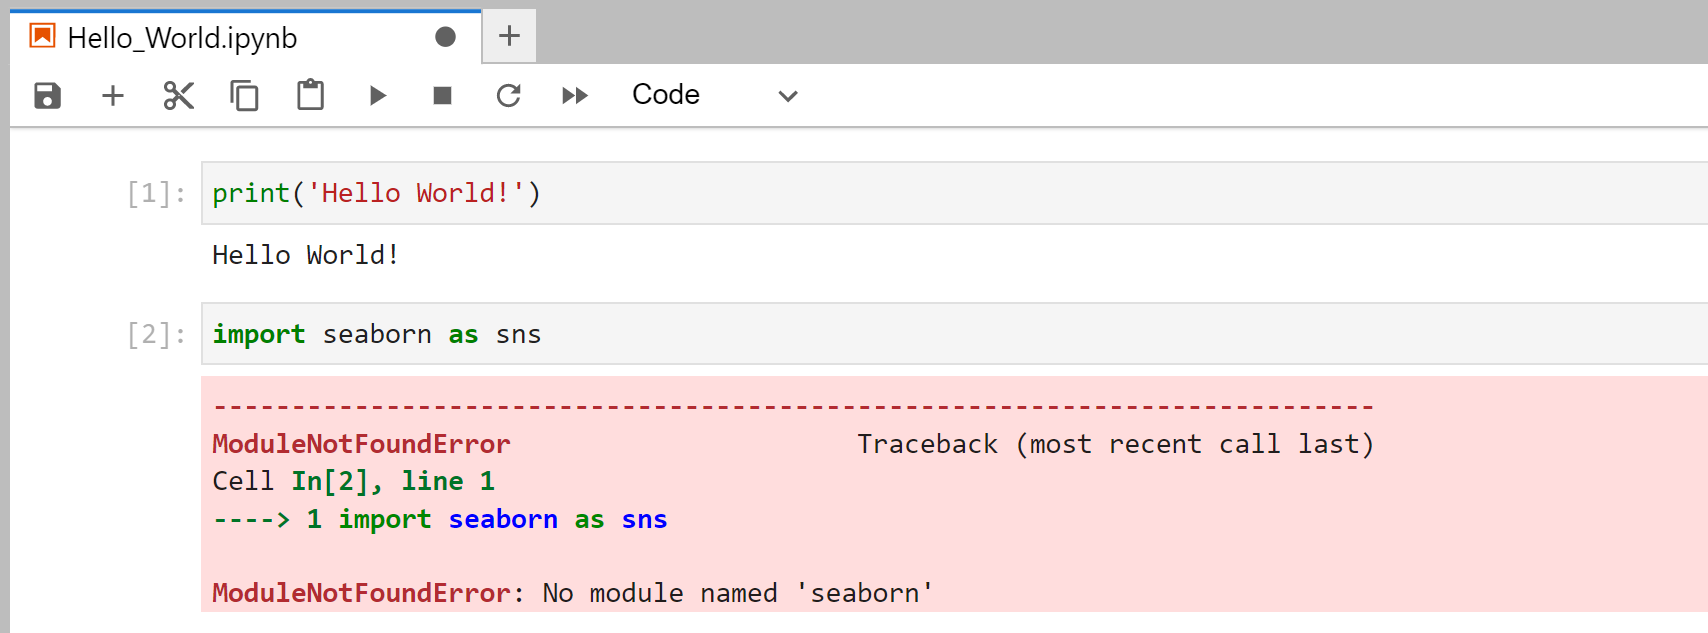 Hello_World.ipynb
Code
[1]: print('Hello World!')
Hello World!
[2]: import seaborn as sns
---------------------------------------------------------------------------
ModuleNotFoundError                      Traceback (most recent call last)
Cell In[2], line 1
----> 1 import seaborn as sns
ModuleNotFoundError: No module named 'seaborn'